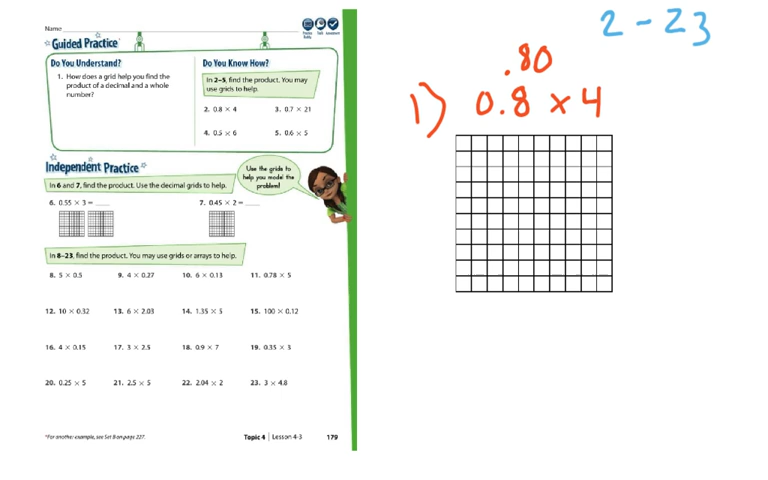 Name
Guided Practice*
Do You Understand?
1. How does a grid help you find the
product of a decimal and a whole
number?
Do You Know How?
In 2–5, find the product. You may
use grids to help.
2. 0.8 × 4 3. 0.7 × 21
4. 0.5 × 6 5. 0.6 × 5
Independent Practice*
In 6 and 7, find the product. Use the decimal grids to help.
Use the grids to
help you model the
problem!
6. 0.55 × 3 = 7. 0.45 × 2 =
In 8–23, find the product. You may use grids or arrays to help.
8. 5 × 0.5 9. 4 × 0.27 10. 6 × 0.13 11. 0.78 × 5
12. 10 × 0.32 13. 6 × 2.03 14. 1.35 × 5 15. 100 × 0.12
16. 4 × 0.15 17. 3 × 2.5 18. 0.9 × 7 19. 0.35 × 3
20. 0.25 × 5 21. 2.5 × 5 22. 2.04 × 2 23. 3 × 4.8
*For another example, see Set B on page 227.
Topic 4 | Lesson 4-3 179
2 - 23
.80
1) 0.8 x 4